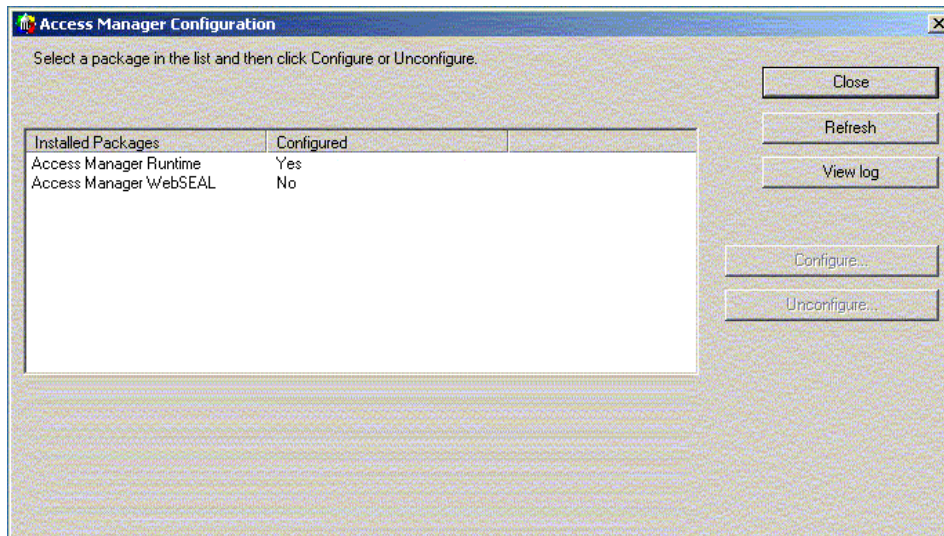 Access Manager Configuration
Select a package in the list and then click Configure or Unconfigure.
Close
Refresh
View log
Installed Packages Configured
Access Manager Runtime Yes
Access Manager WebSEAL No
Configure...
Unconfigure...